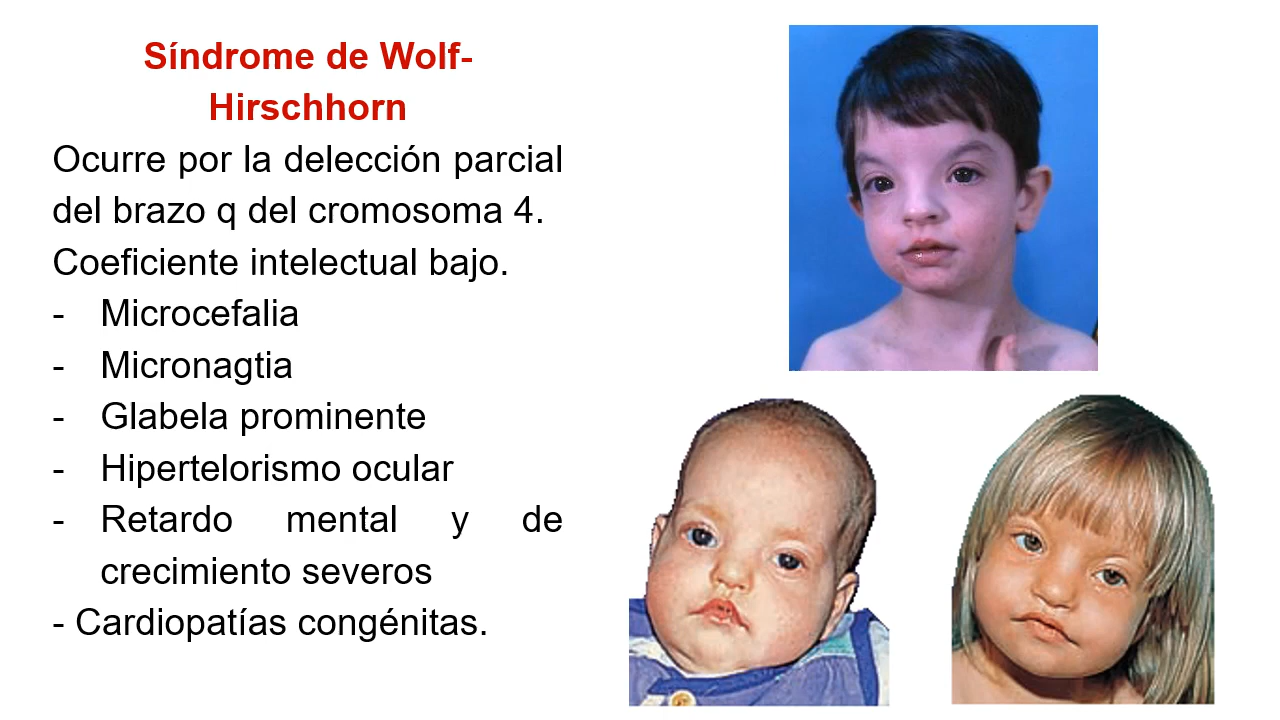 Síndrome de Wolf-
Hirschhorn
Ocurre por la delección parcial
del brazo q del cromosoma 4.
Coeficiente intelectual bajo.
- Microcefalia
- Micronagtia
- Glabela prominente
- Hipertelorismo ocular
- Retardo mental y de
crecimiento severos
- Cardiopatías congénitas.